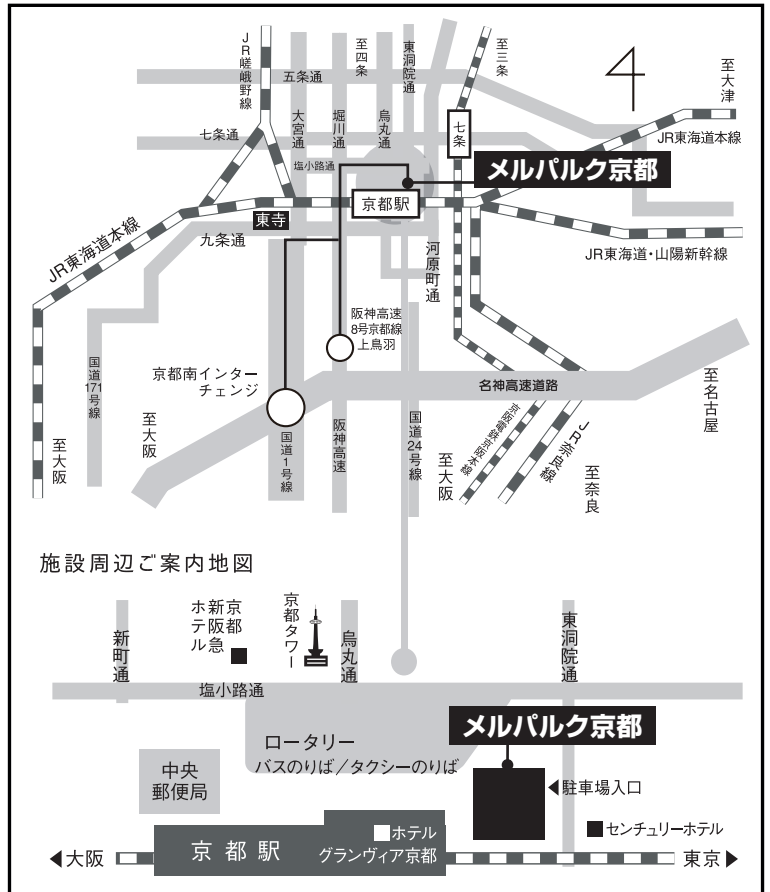 JR嵯峨野線
至四条
東洞院通
至三条
至大津
五条通
大宮通
堀川通
烏丸通
七条
七条通
JR東海道本線
塩小路通
メルパルク京都
京都駅
東寺
JR東海道本線
九条通
河原町通
JR東海道・山陽新幹線
阪神高速
8号京都線
上鳥羽
京都南インター
チェンジ
国道171号線
名神高速道路
至名古屋
至大阪
至大阪
国道1号線
阪神高速
国道24号線
至大阪
京阪電鉄京阪本線
JR奈良線
至奈良
施設周辺ご案内地図
新町通
京都
新阪急
ホテル
京都タワー
烏丸通
東洞院通
塩小路通
メルパルク京都
ロータリー
バスのりば/タクシーのりば
中央
郵便局
◀駐車場入口
センチュリーホテル
京都駅
ホテル
グランヴィア京都
◀大阪
東京▶